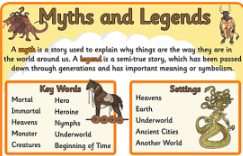 Myths and Legends
A myth is a story used to explain why things are the way they are in
the world around us. A legend is a semi-true story, which has been passed
down through generations and has important meaning or symbolism.
Key Words
Mortal
Immortal
Heavens
Monster
Creatures
Hero
Heroine
Nymphs
Underworld
Beginning of Time
Settings
Heavens
Earth
Underworld
Ancient Cities
Another World